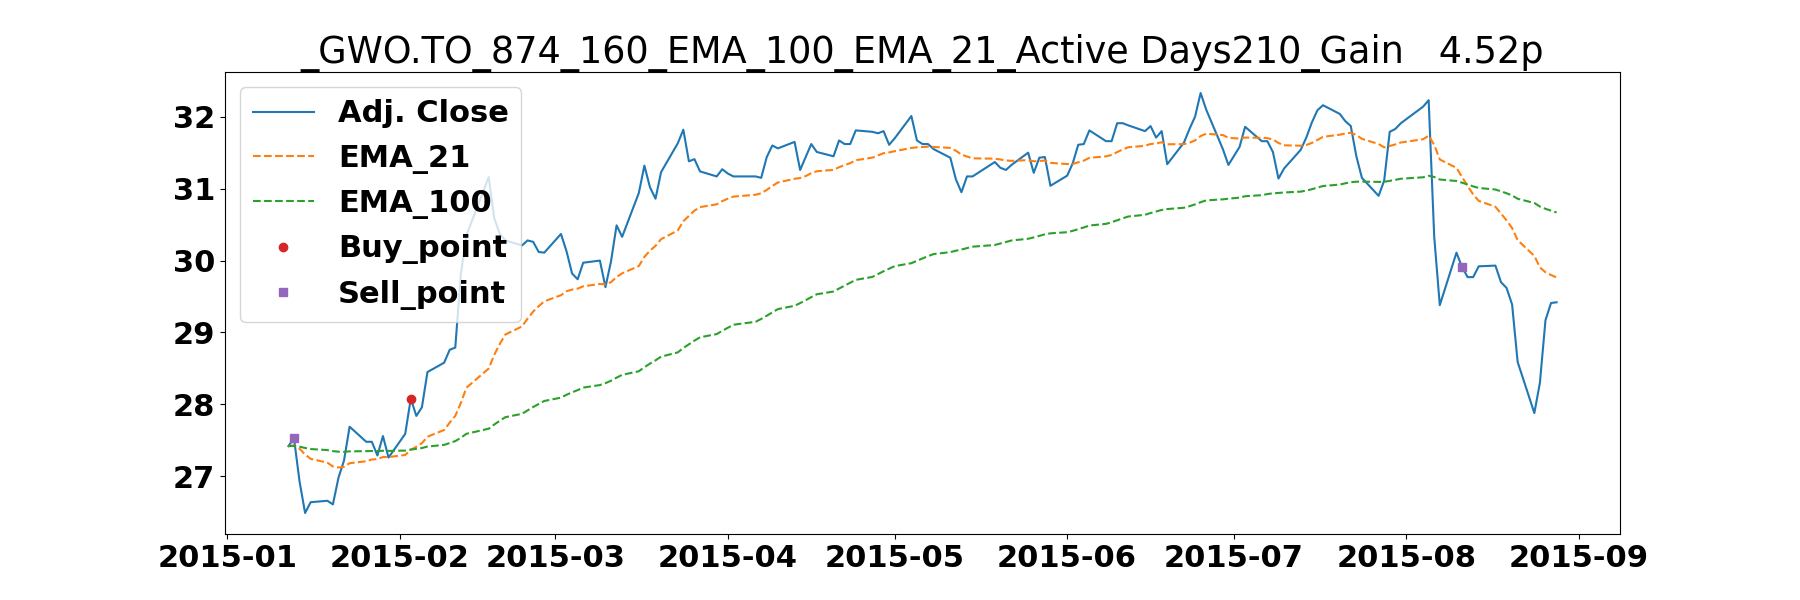 _GWO.TO_874_160_EMA_100_EMA_21_Active Days210_Gain   4.52p
Adj. Close
EMA_21
EMA_100
Buy_point
Sell_point
32
31
30
29
28
27
2015-01 2015-02 2015-03 2015-04 2015-05 2015-06 2015-07 2015-08 2015-09